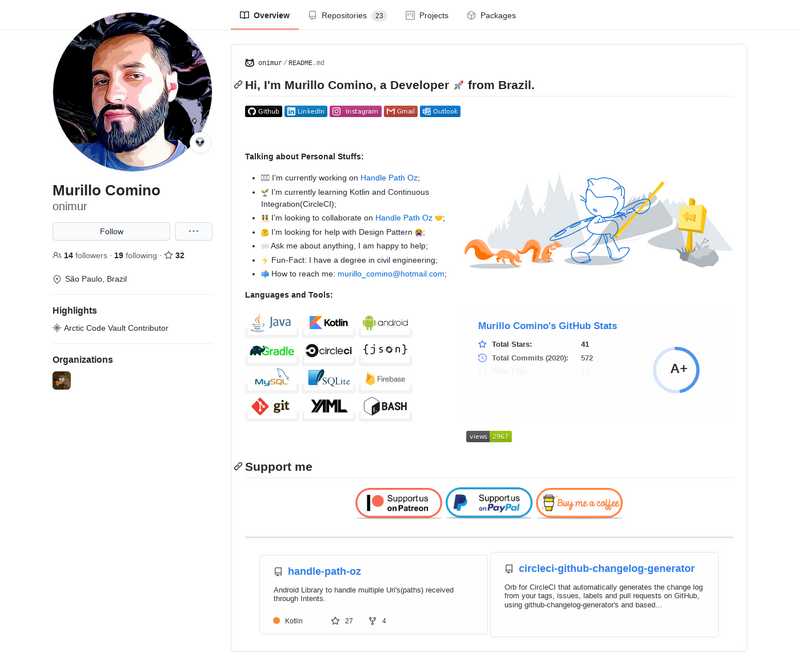 Overview
Repositories 23
Projects
Packages
Murillo Comino
onimur
Follow
14 followers · 19 following · 32
São Paulo, Brazil
Highlights
Arctic Code Vault Contributor
Organizations
onimur/README.md
Hi, I'm Murillo Comino, a Developer 🚀 from Brazil.
Github
LinkedIn
Instagram
Gmail
Outlook
Talking about Personal Stuffs:
I'm currently working on Handle Path Oz;
I'm currently learning Kotlin and Continuous
Integration(CircleCI);
I'm looking to collaborate on Handle Path Oz 🤝;
I'm looking for help with Design Pattern 😭;
Ask me about anything, I am happy to help;
Fun-Fact: I have a degree in civil engineering;
How to reach me: murillo_comino@hotmail.com;
Languages and Tools:
Java
Kotlin
android
Gradle
circleci
{json}
MySQL
SQLite
Firebase
git
YAML
BASH
Murillo Comino's GitHub Stats
Total Stars: 41
Total Commits (2020): 572
A+
views 2967
Support me
Support us
on Patreon
Support us
on PayPal
Buy me a coffee
handle-path-oz
Android Library to handle multiple Uri's(paths) received
through Intents.
Kotlin 27 4
circleci-github-changelog-generator
Orb for CircleCI that automatically generates the change log
from your tags, issues, labels and pull requests on GitHub,
using github-changelog-generator's and based...